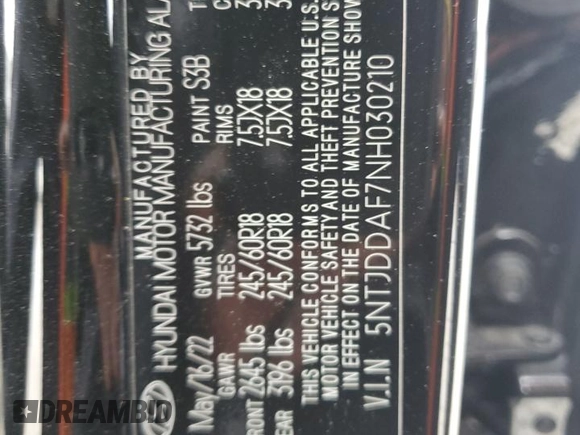 MANUFACTURED BY
HYUNDAI MOTOR MANUFACTURING AL
May/16/22 GVWR 5732 lbs PAINT S3B
GAWR TIRES RIMS
FRONT 2645 lbs 245/60R18 7.5JX18
REAR 3196 lbs 245/60R18 7.5JX18
THIS VEHICLE CONFORMS TO ALL APPLICABLE U.S.
MOTOR VEHICLE SAFETY AND THEFT PREVENTION S
IN EFFECT ON THE DATE OF MANUFACTURE SHOW
V.I.N 5NTJDDAF7NH030210
DREAMBID